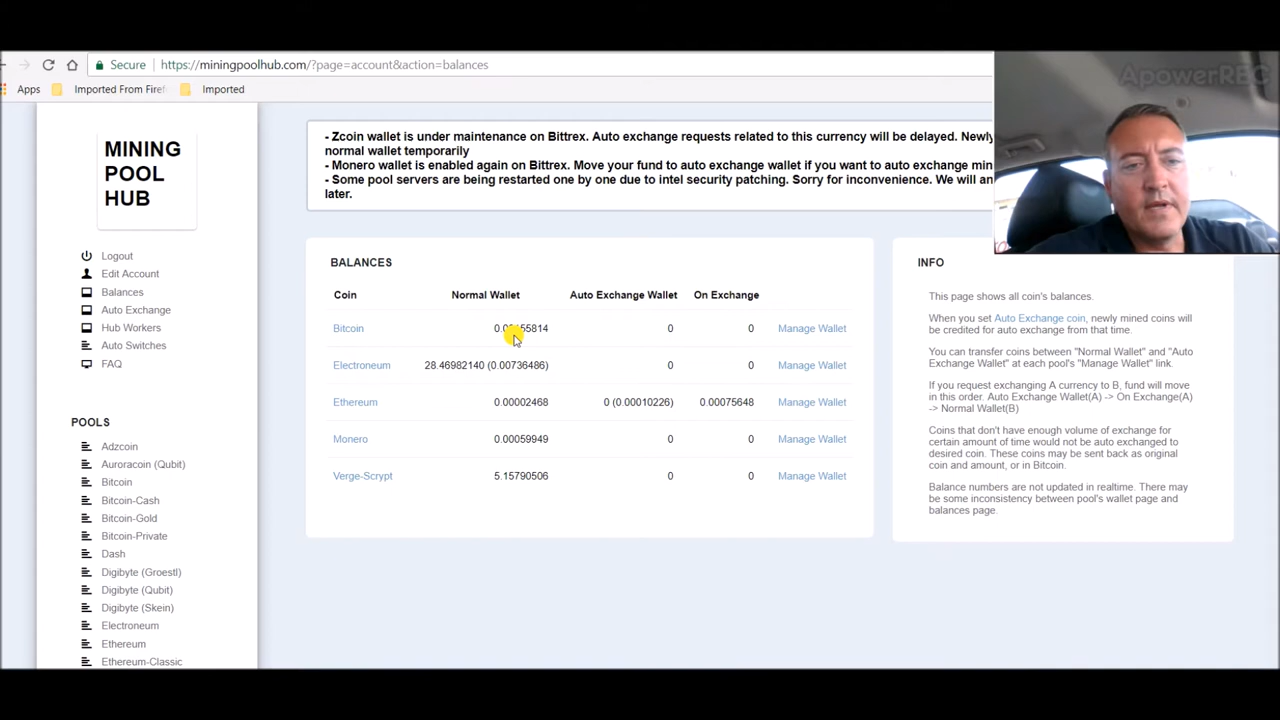 ApowerREC
Secure https://miningpoolhub.com/?page=account&action=balances
Apps Imported From Firef Imported
MINING
POOL
HUB
Logout
Edit Account
Balances
Auto Exchange
Hub Workers
Auto Switches
FAQ
POOLS
Adzcoin
Auroracoin (Qubit)
Bitcoin
Bitcoin-Cash
Bitcoin-Gold
Bitcoin-Private
Dash
Digibyte (Groestl)
Digibyte (Qubit)
Digibyte (Skein)
Electroneum
Ethereum
Ethereum-Classic
- Zcoin wallet is under maintenance on Bittrex. Auto exchange requests related to this currency will be delayed. Newly
normal wallet temporarily
- Monero wallet is enabled again on Bittrex. Move your fund to auto exchange wallet if you want to auto exchange min
- Some pool servers are being restarted one by one due to intel security patching. Sorry for inconvenience. We will an
later.
BALANCES
Coin Normal Wallet Auto Exchange Wallet On Exchange
Bitcoin 0 0 Manage Wallet
Electroneum 28.46982140 (0.00736486) 0 0 Manage Wallet
Ethereum 0.00002468 0 (0.00010226) 0.00075648 Manage Wallet
Monero 0.00059949 0 0 Manage Wallet
Verge-Scrypt 5.15790506 0 0 Manage Wallet
INFO
This page shows all coin's balances.
When you set Auto Exchange coin, newly mined coins will
be credited for auto exchange from that time.
You can transfer coins between "Normal Wallet" and "Auto
Exchange Wallet" at each pool's "Manage Wallet" link.
If you request exchanging A currency to B, fund will move
in this order. Auto Exchange Wallet(A) -> On Exchange(A)
-> Normal Wallet(B)
Coins that don't have enough volume of exchange for
certain amount of time would not be auto exchanged to
desired coin. These coins may be sent back as original
coin and amount, or in Bitcoin.
Balance numbers are not updated in realtime. There may
be some inconsistency between pool's wallet page and
balances page.